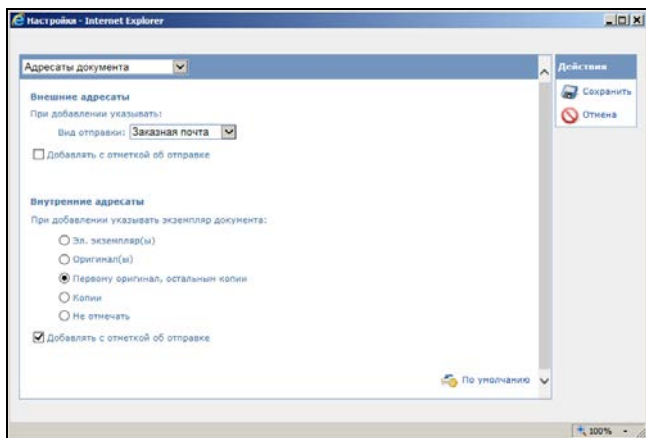 Настройки - Internet Explorer
Адресаты документа
Действия
Сохранить
Отмена
Внешние адресаты
При добавлении указывать:
Вид отправки: Заказная почта
Добавлять с отметкой об отправке
Внутренние адресаты
При добавлении указывать экземпляр документа:
Эл. экземпляр(ы)
Оригинал(ы)
Первому оригинал, остальным копии
Копии
Не отмечать
Добавлять с отметкой об отправке
По умолчанию
100%